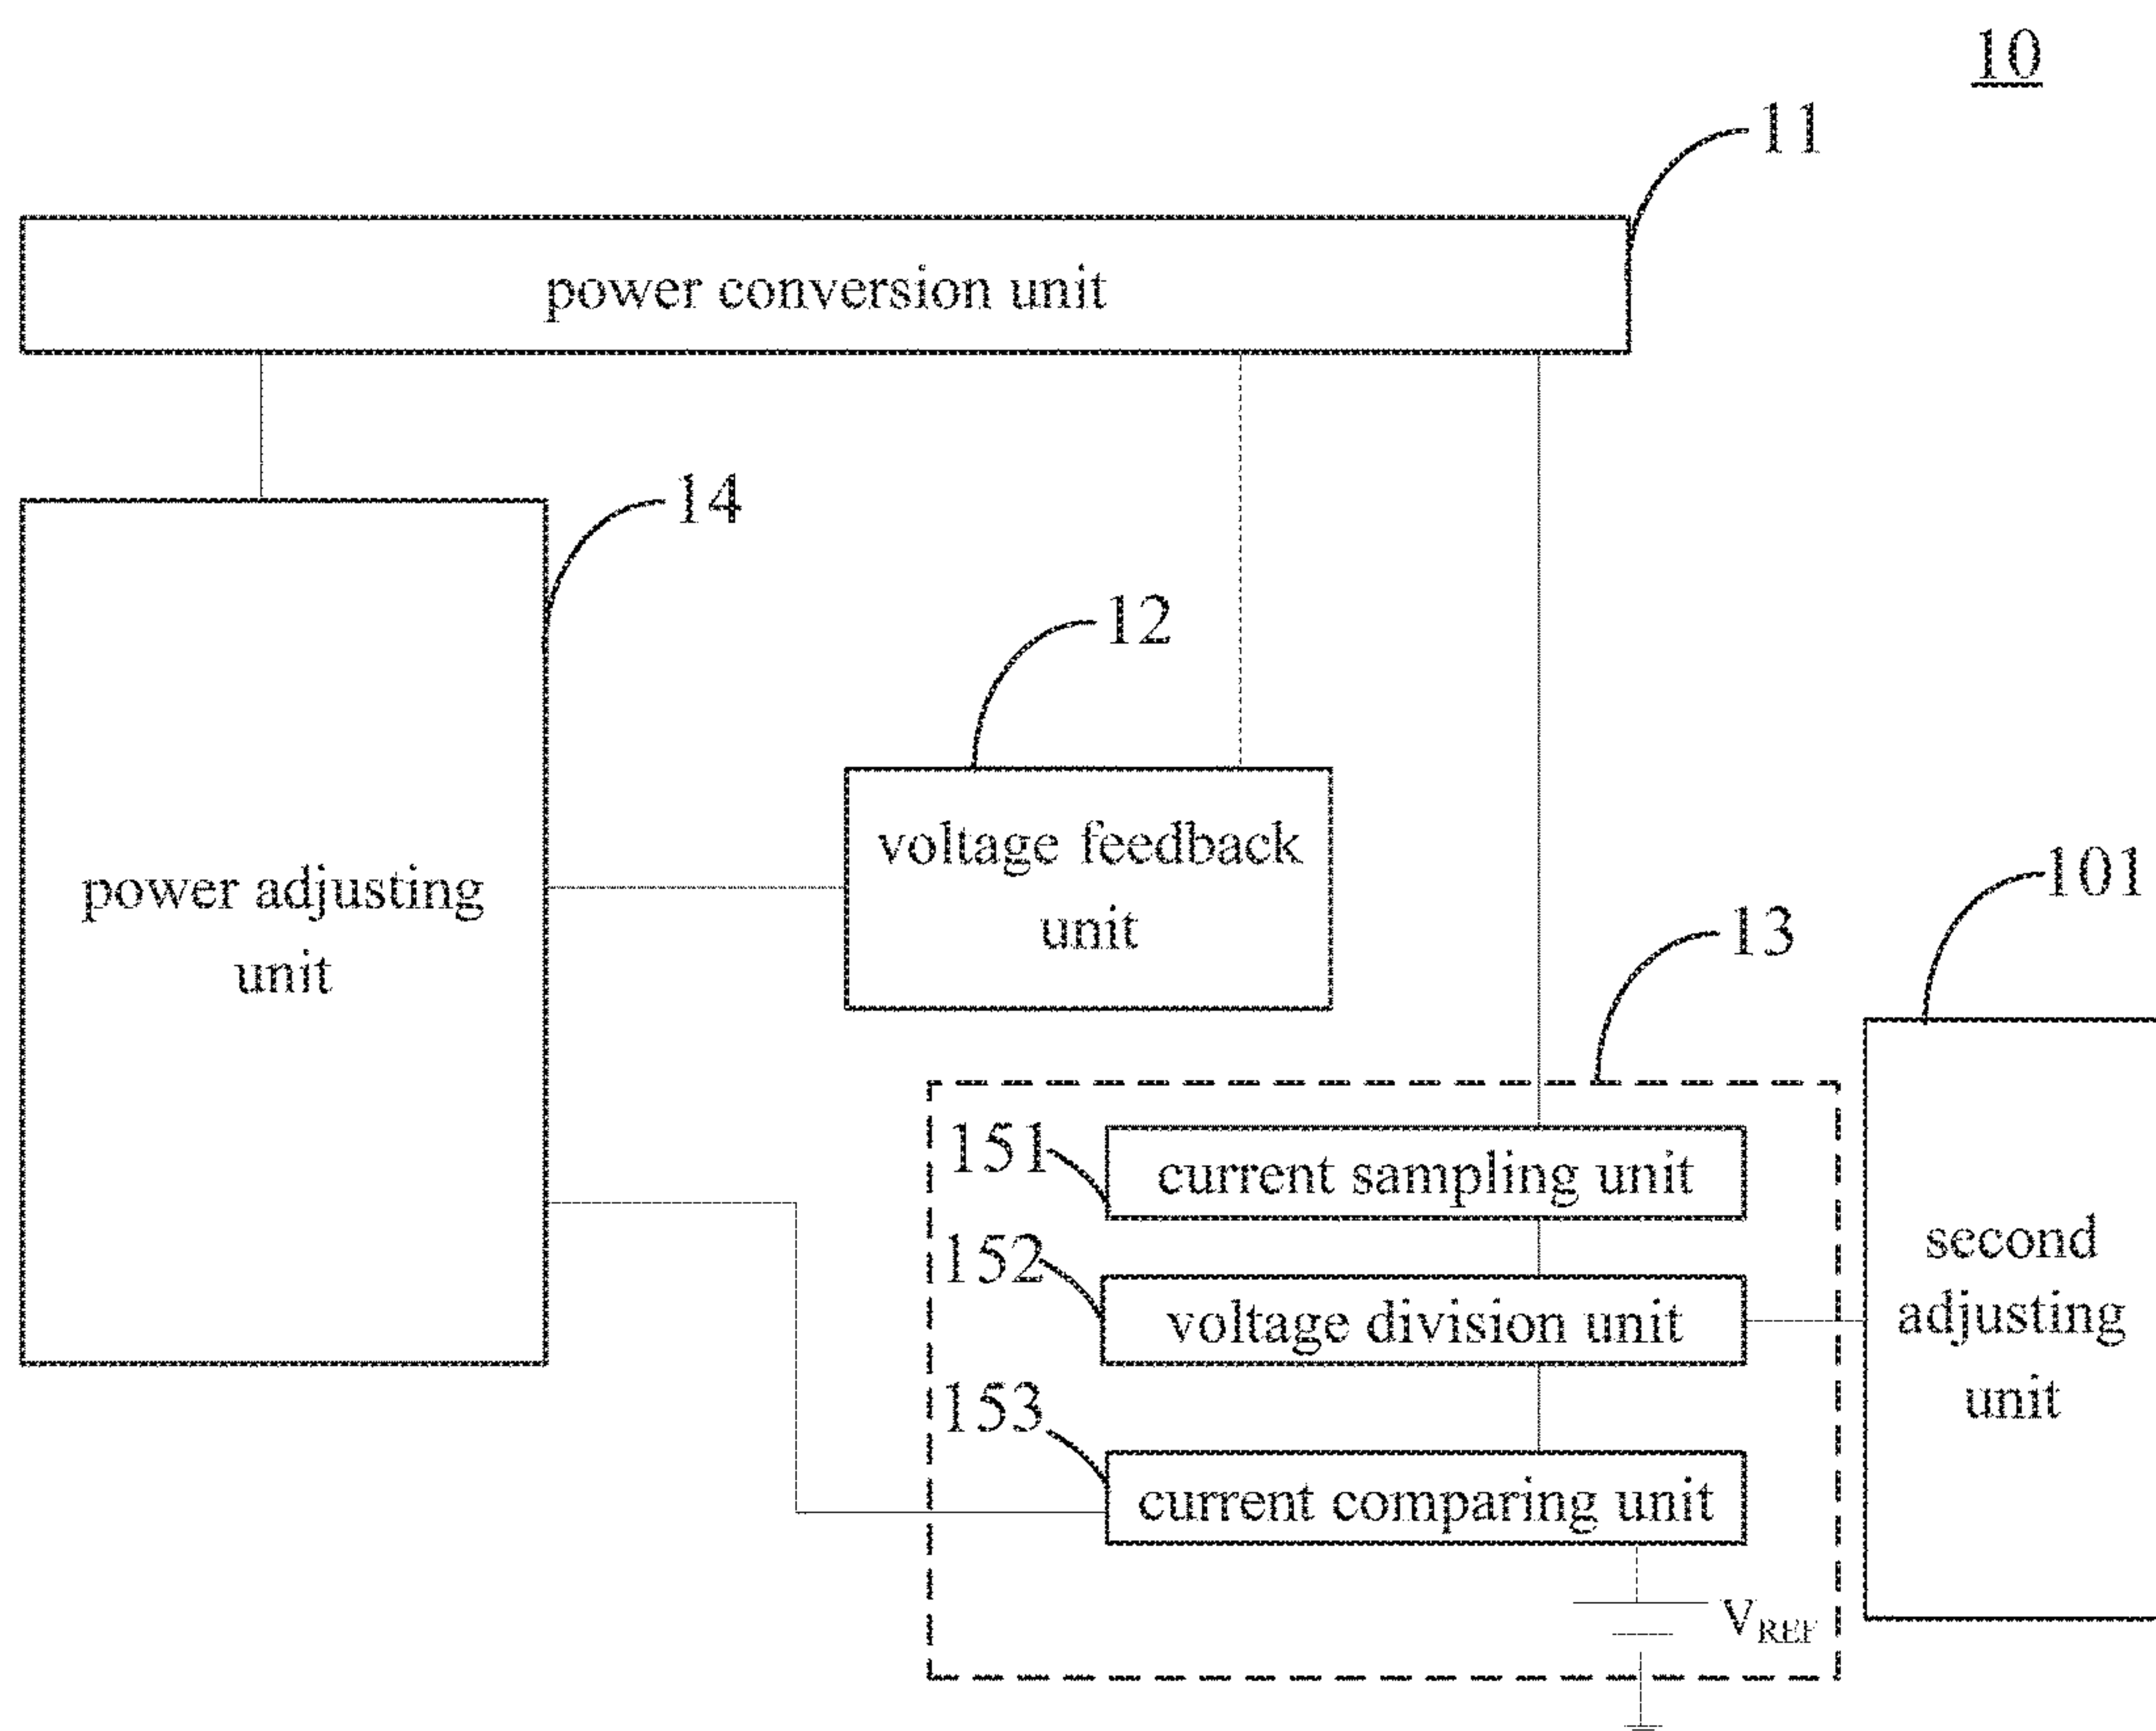 10
11
power conversion unit
14
12
voltage feedback
unit
power adjusting
unit
101
13
151
current sampling unit
152
voltage division unit
153
current comparing unit
second
adjusting
unit
VREF